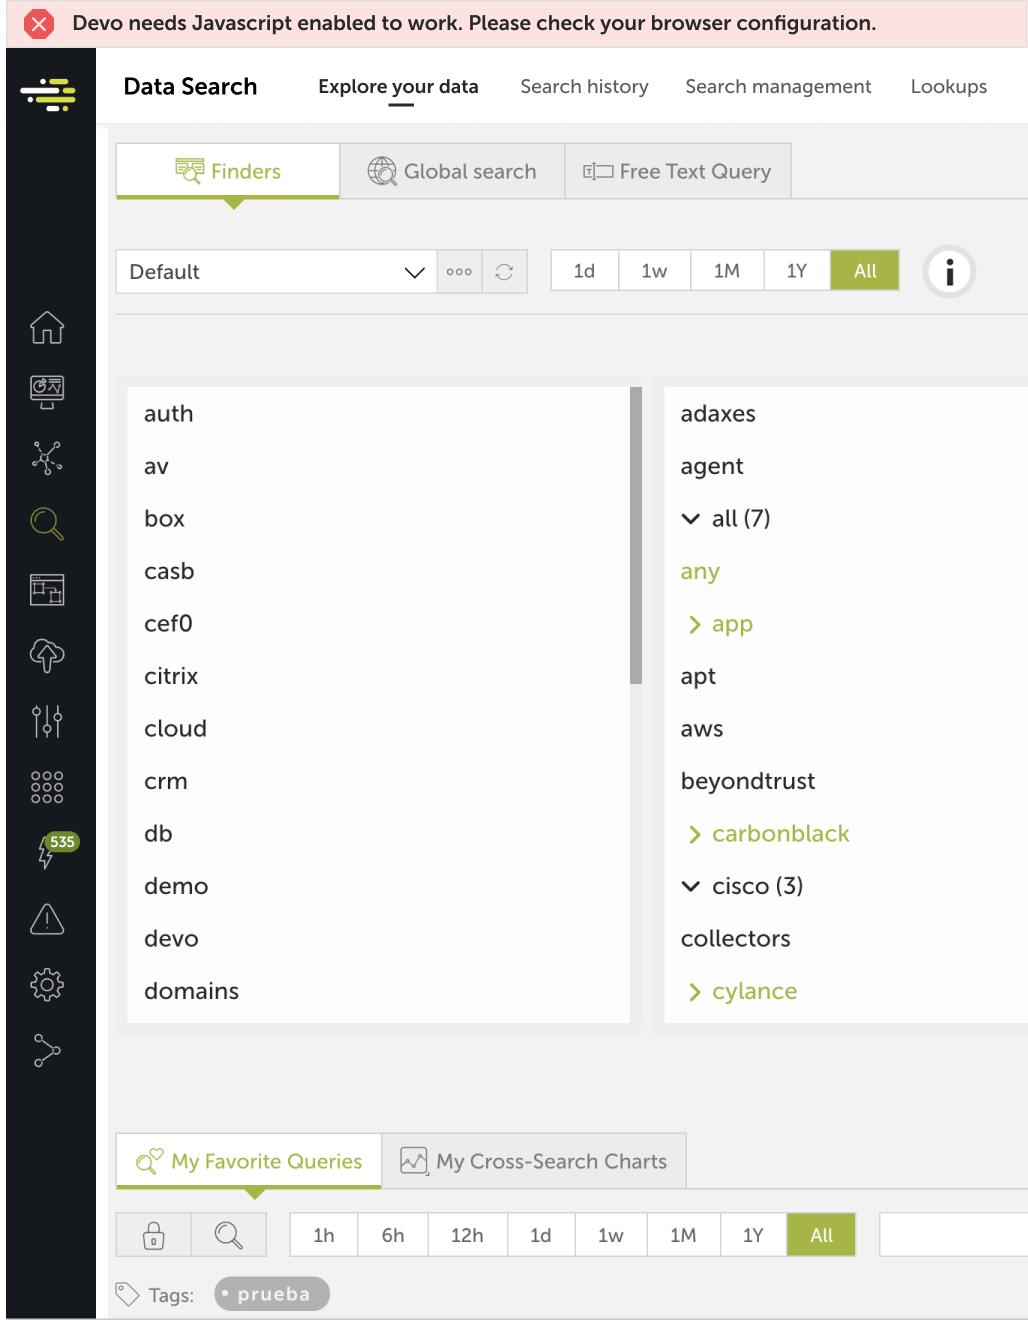 Devo needs Javascript enabled to work. Please check your browser configuration.
Data Search Explore your data Search history Search management Lookups
Finders Global search Free Text Query
Default 1d 1w 1M 1Y All i
auth adaxes
av agent
box all (7)
casb any
cef0 app
citrix apt
cloud aws
crm beyondtrust
db carbonblack
535
demo cisco (3)
devo collectors
domains cylance
My Favorite Queries My Cross-Search Charts
1h 6h 12h 1d 1w 1M 1Y All
Tags: • prueba